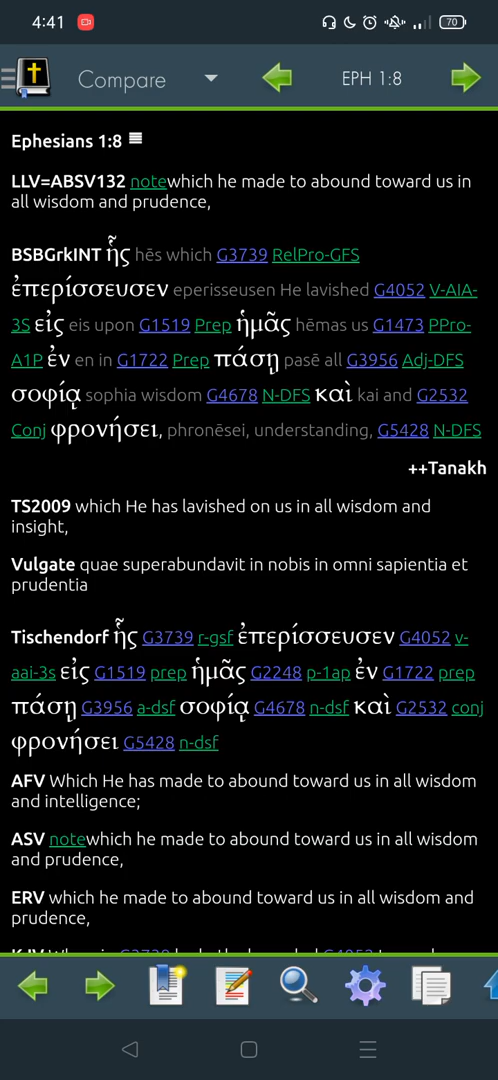 4:41 70
Compare EPH 1:8
Ephesians 1:8
LLV=ABSV132 notewhich he made to abound toward us in
all wisdom and prudence,
BSBGrkINT ἧς hēs which G3739 RelPro-GFS
ἐπερίσσευσεν eperisseusen He lavished G4052 V-AIA-
3S εἰς eis upon G1519 Prep ἡμᾶς hēmas us G1473 PPro-
A1P ἐν en in G1722 Prep πάσῃ pasē all G3956 Adj-DFS
σοφίᾳ sophia wisdom G4678 N-DFS καὶ kai and G2532
Conj φρονήσει, phronēsei, understanding, G5428 N-DFS
++Tanakh
TS2009 which He has lavished on us in all wisdom and
insight,
Vulgate quae superabundavit in nobis in omni sapientia et
prudentia
Tischendorf ἧς G3739 r-gsf ἐπερίσσευσεν G4052 v-
aai-3s εἰς G1519 prep ἡμᾶς G2248 p-1ap ἐν G1722 prep
πάσῃ G3956 a-dsf σοφίᾳ G4678 n-dsf καὶ G2532 conj
φρονήσει G5428 n-dsf
AFV Which He has made to abound toward us in all wisdom
and intelligence;
ASV notewhich he made to abound toward us in all wisdom
and prudence,
ERV which he made to abound toward us in all wisdom and
prudence,